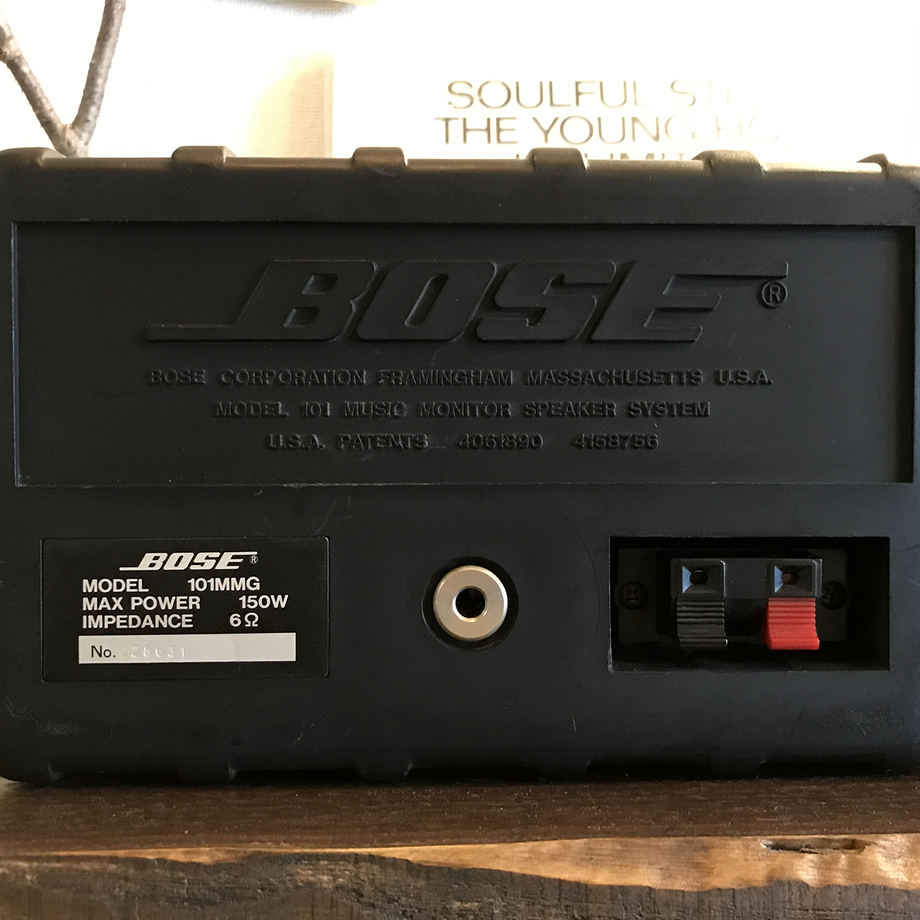 SOULFUL
THE YOUNG
BOSE®
BOSE CORPORATION FRAMINGHAM MASSACHUSETTS U.S.A.
MODEL 101 MUSIC MONITOR SPEAKER SYSTEM
U.S.A. PATENTS 4061890 4158756
BOSE®
MODEL 101MMG
MAX POWER 150W
IMPEDANCE 6Ω
No.